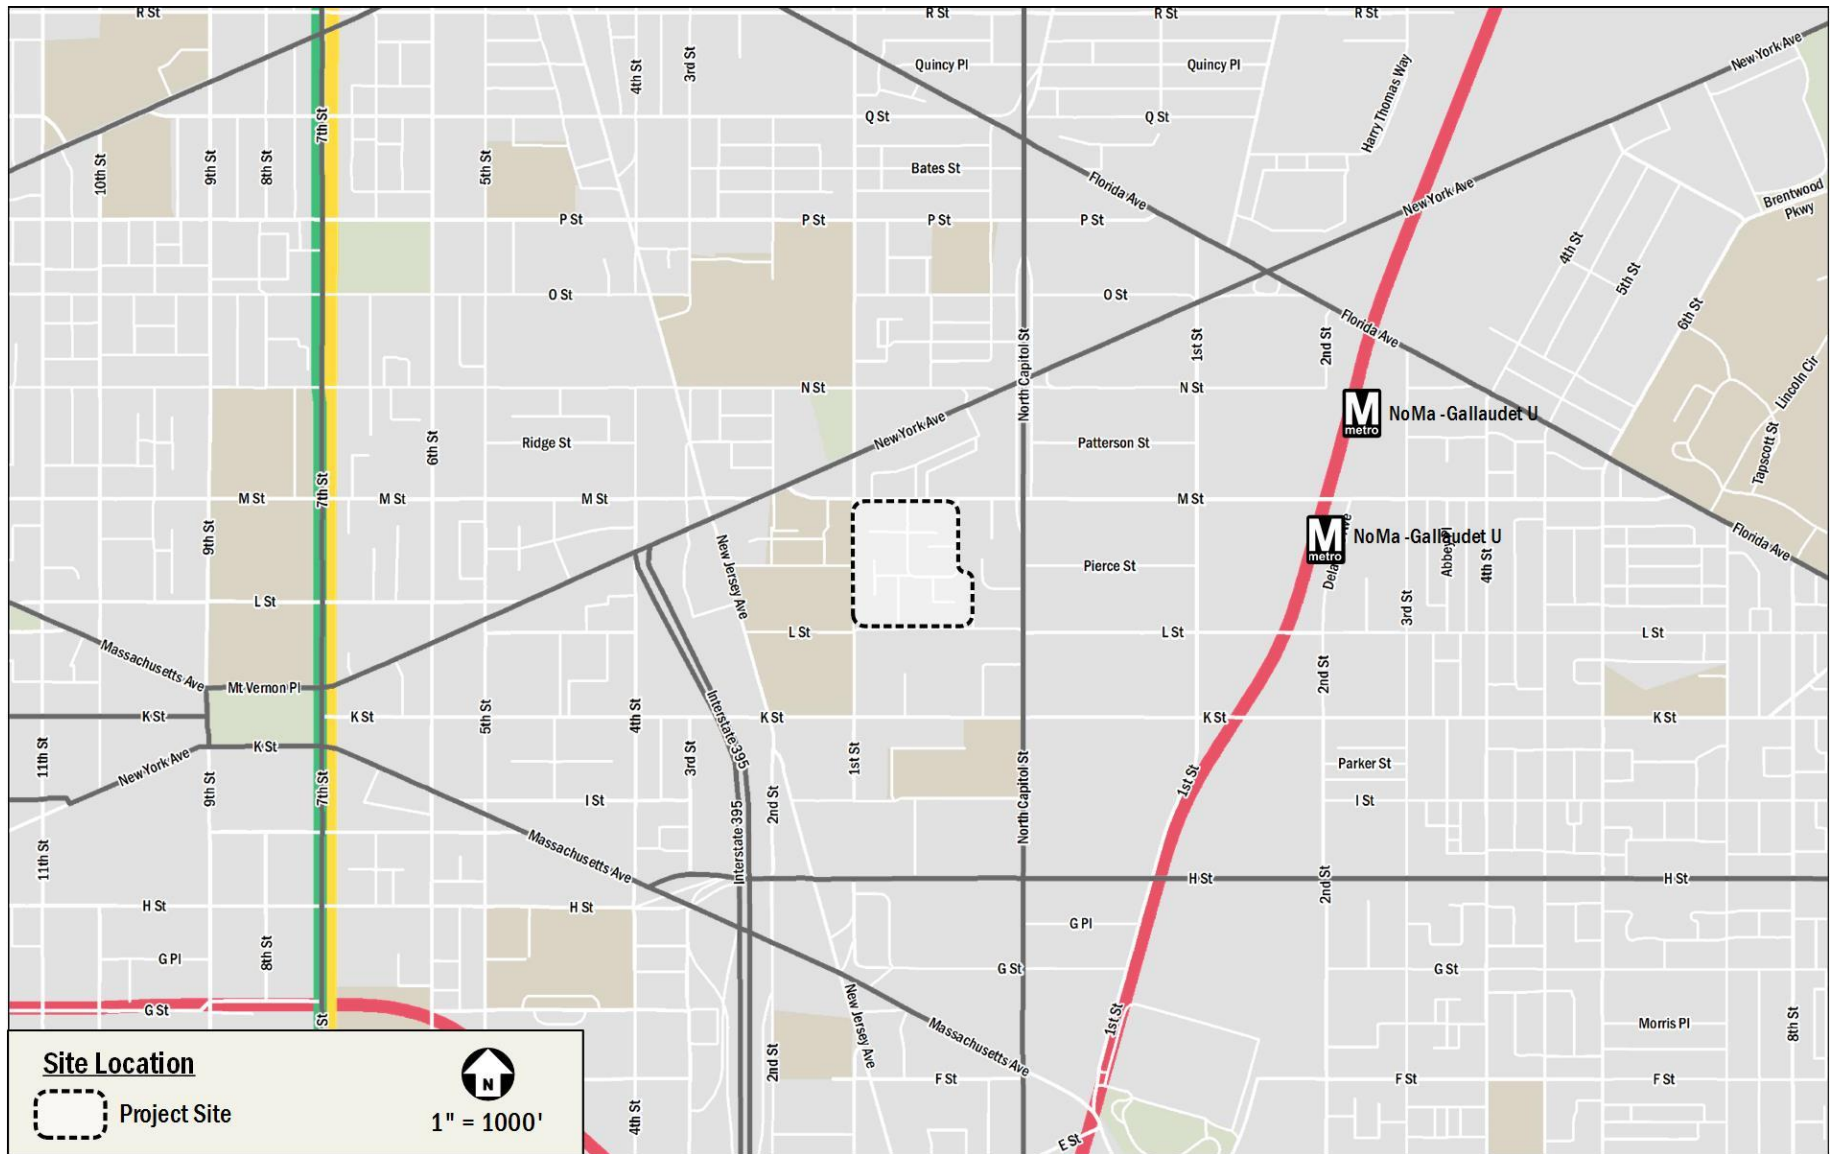 R St
R St
R St
R St
New York Ave
4th St
3rd St
Quincy Pl
Quincy Pl
Harry Thomas Way
7th St
Q St
Q St
10th St
9th St
8th St
5th St
Bates St
Florida Ave
New York Ave
Brentwood
Pkwy
P St
P St
P St
P St
4th St
5th St
6th St
O St
O St
North Capitol St
1st St
2nd St
Florida Ave
N St
N St
Lincoln Cir
M
metro
NoMa - Gallaudet U
New York Ave
6th St
Ridge St
Patterson St
Tapscott St
7th St
M St
M St
M St
M St
9th St
M
metro
NoMa - Gallaudet U
Abbey Pl
4th St
Florida Ave
New Jersey Ave
Pierce St
3rd St
L St
L St
L St
L St
Massachusetts Ave
Mt Vernon Pl
2nd St
K St
K St
K St
K St
K St
5th St
4th St
Interstate 395
K St
11th St
New York Ave
9th St
7th St
3rd St
1st St
North Capitol St
1st St
Parker St
I St
I St
2nd St
Interstate 395
11th St
Massachusetts Ave
H St
H St
2nd St
H St
H St
G Pl
G Pl
8th St
G St
G St
G St
St
New Jersey Ave
Massachusetts Ave
1st St
Morris Pl
8th St
2nd St
F St
F St
F St
4th St
E St
Site Location
Project Site
N
1" = 1000'